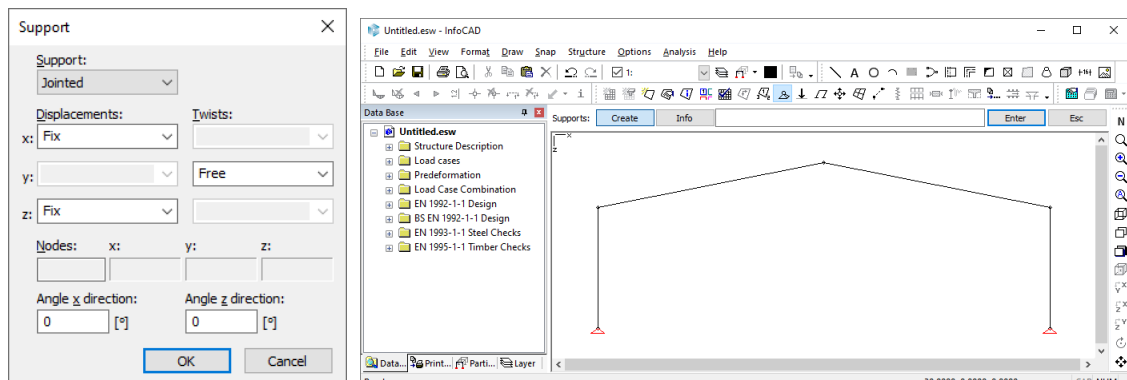 Support
Support:
Jointed
Displacements: Twists:
x: Fix
y: Free
z: Fix
Nodes: x: y: z:
Angle x direction: Angle z direction:
0 [°] 0 [°]
OK Cancel
Untitled.esw - InfoCAD
File Edit View Format Draw Snap Structure Options Analysis Help
1:
Data Base
Supports: Create Info Enter Esc
N
Untitled.esw
Structure Description
Load cases
Predeformation
Load Case Combination
EN 1992-1-1 Design
BS EN 1992-1-1 Design
EN 1993-1-1 Steel Checks
EN 1995-1-1 Timber Checks
x
z
Data... Print... Parti... Layer